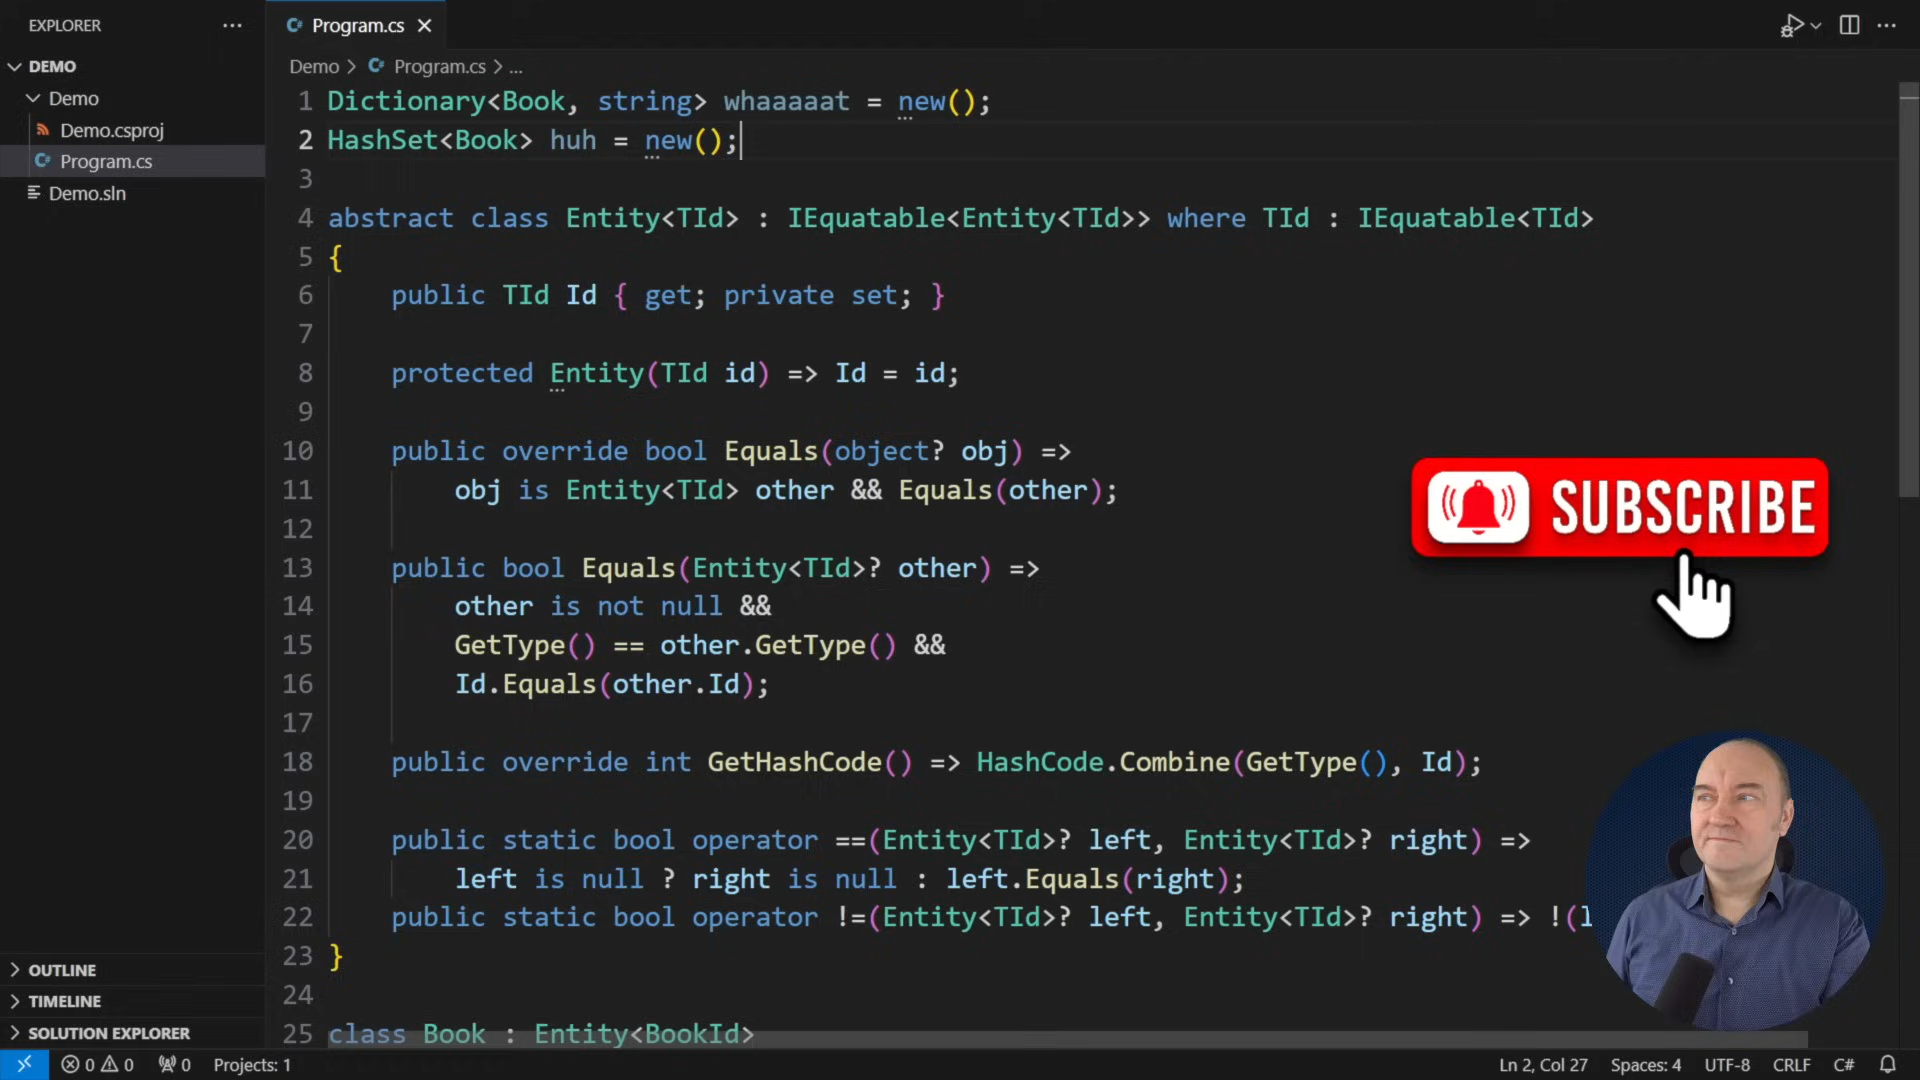 EXPLORER
Program.cs
DEMO
Demo > Program.cs > ...
Demo
Demo.csproj
Program.cs
Demo.sln
1 Dictionary<Book, string> whaaaaat = new();
2 HashSet<Book> huh = new();
3
4 abstract class Entity<TId> : IEquatable<Entity<TId>> where TId : IEquatable<TId>
5 {
6     public TId Id { get; private set; }
7
8     protected Entity(TId id) => Id = id;
9
10     public override bool Equals(object? obj) =>
11         obj is Entity<TId> other && Equals(other);
12
13     public bool Equals(Entity<TId>? other) =>
14         other is not null &&
15         GetType() == other.GetType() &&
16         Id.Equals(other.Id);
17
18     public override int GetHashCode() => HashCode.Combine(GetType(), Id);
19
20     public static bool operator ==(Entity<TId>? left, Entity<TId>? right) =>
21         left is null ? right is null : left.Equals(right);
22     public static bool operator !=(Entity<TId>? left, Entity<TId>? right) => !(l
23 }
24
25 class Book : Entity<BookId>
SUBSCRIBE
OUTLINE
TIMELINE
SOLUTION EXPLORER
0 0 0 Projects: 1 Ln 2, Col 27 Spaces: 4 UTF-8 CRLF C#